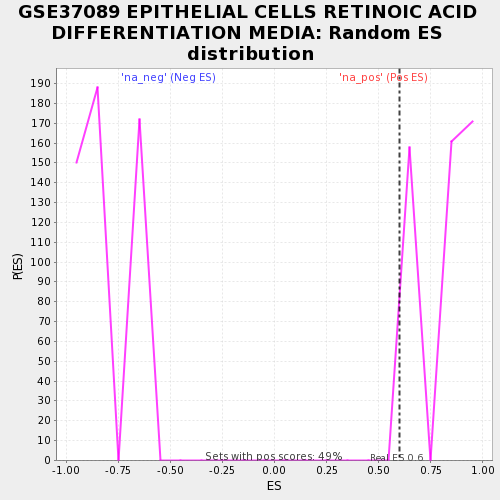 GSE37089 EPITHELIAL CELLS RETINOIC ACID
DIFFERENTIATION MEDIA: Random ES
distribution
'na_neg' (Neg ES)
'na_pos' (Pos ES)
190
180
170
160
150
140
130
120
110
100
90
80
70
60
50
40
30
20
10
0
P(ES)
Sets with pos scores: 49%
Real ES 0.6
-1.00 -0.75 -0.50 -0.25 0.00 0.25 0.50 0.75 1.00
ES